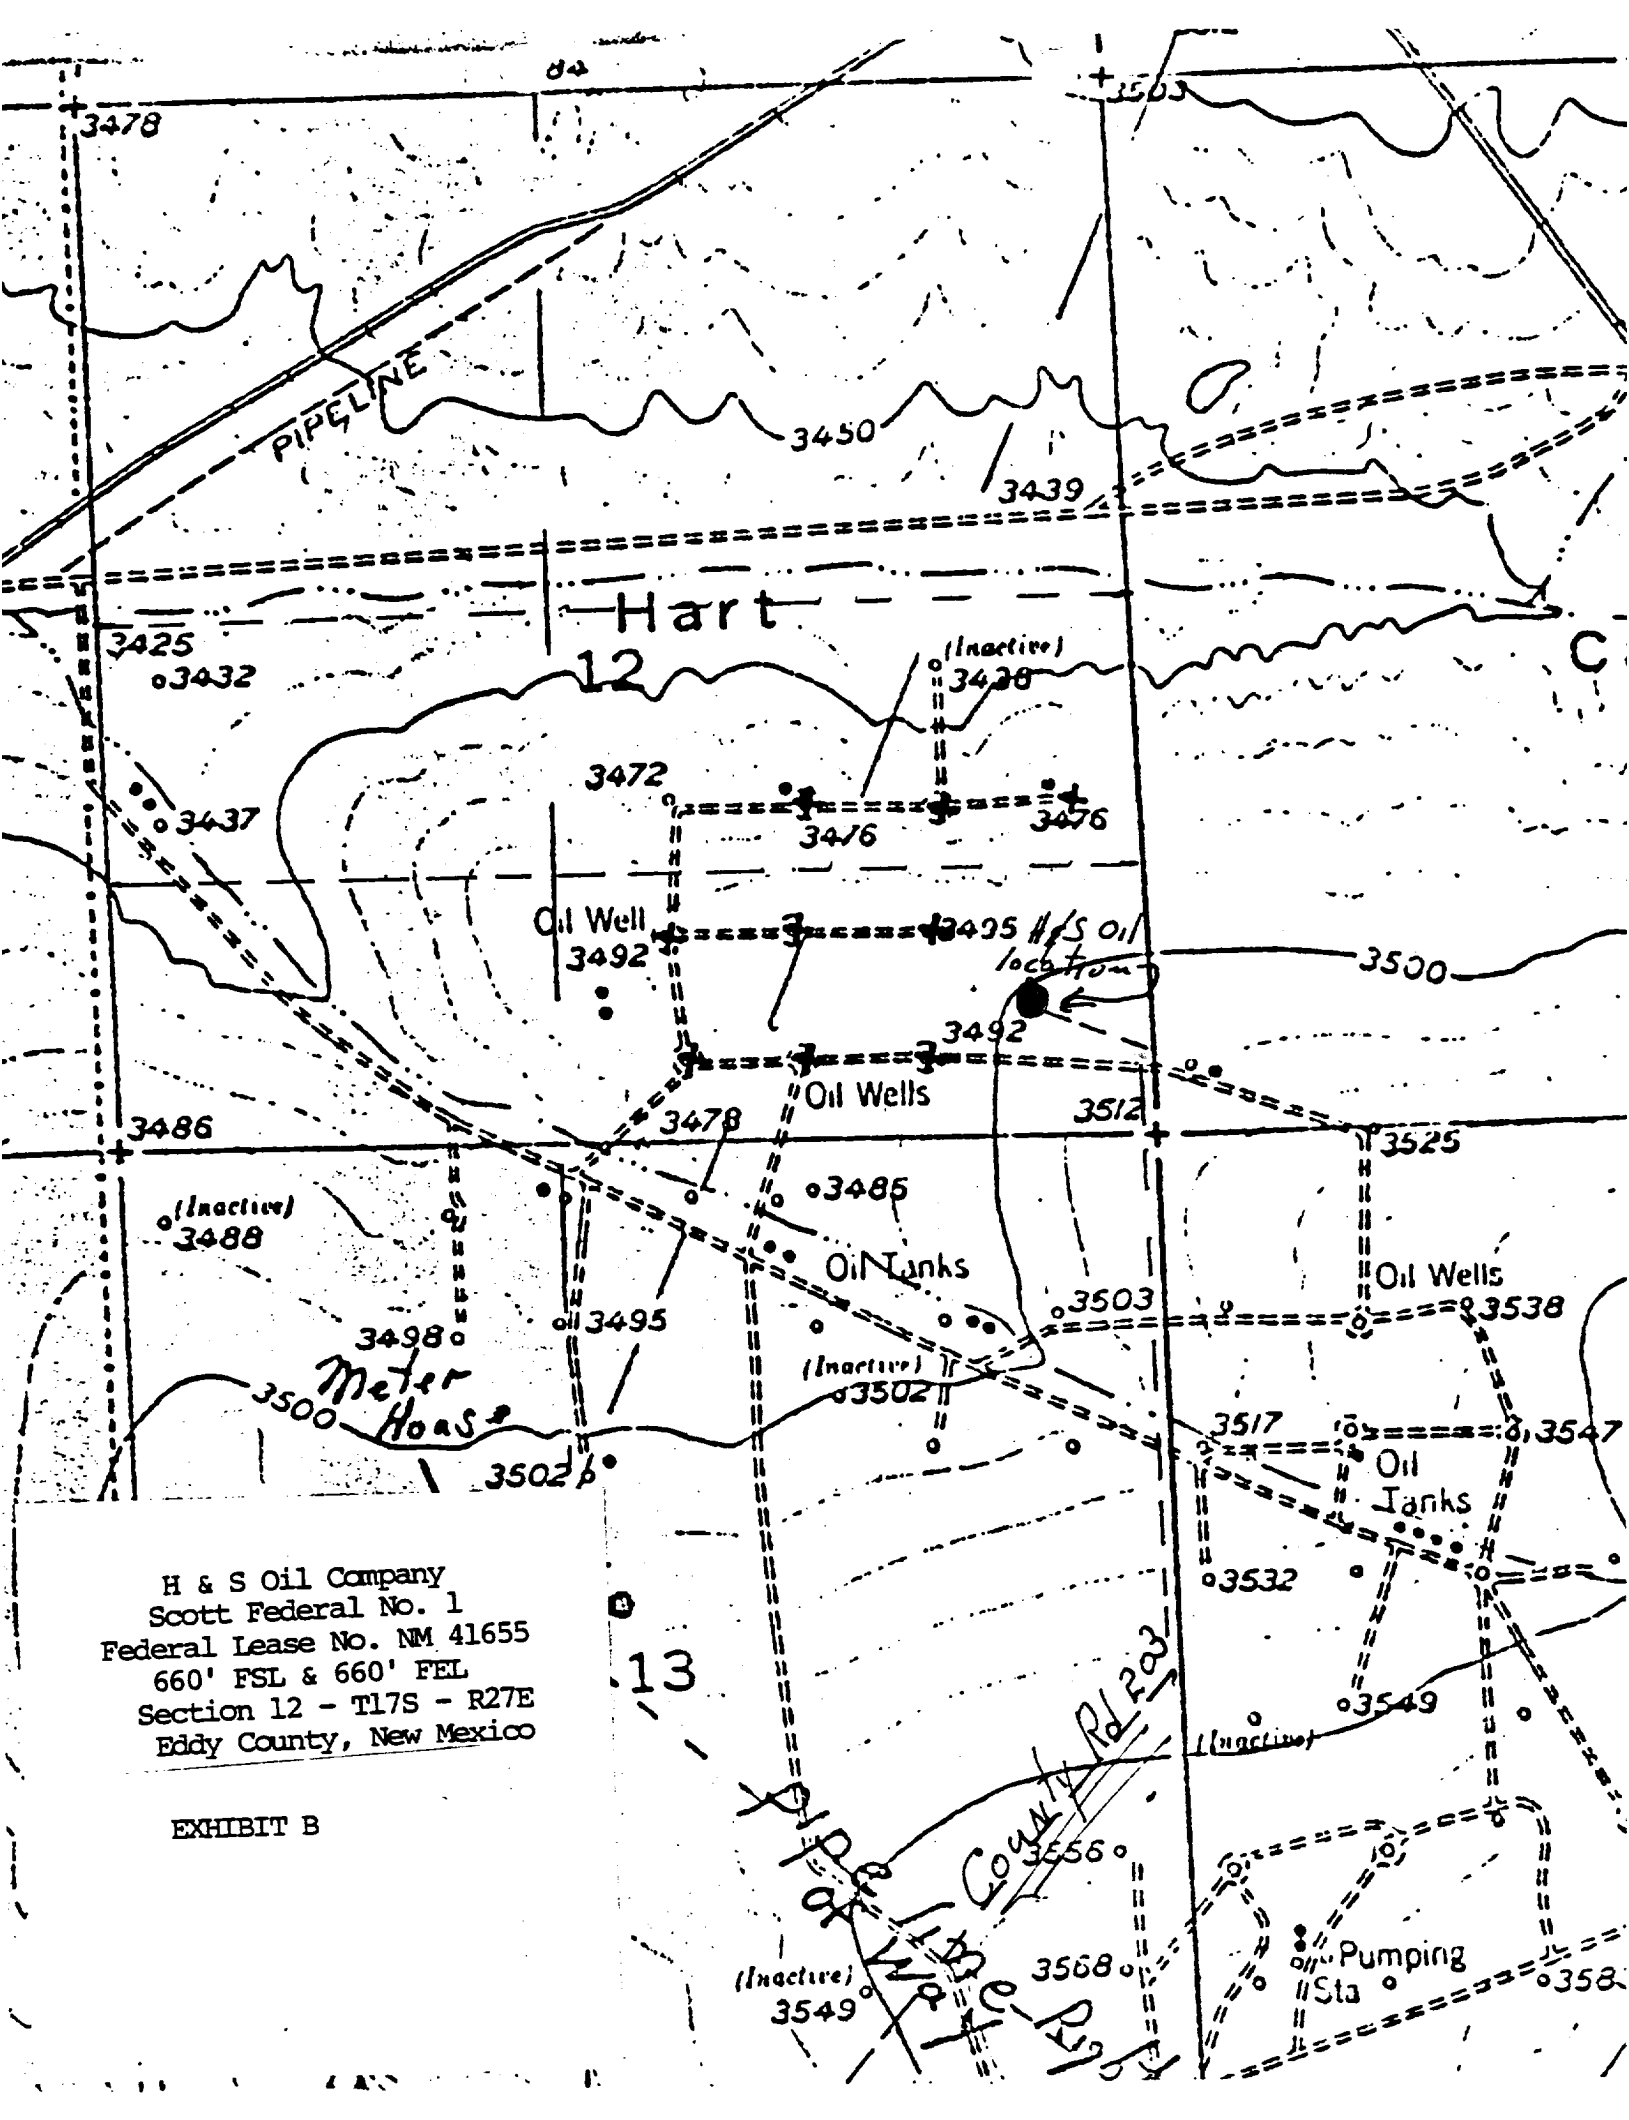 84
3503
3478
PIPELINE
3450
3439
Hart
3425
3432
(Inactive)
3428
12
C
3472
3437
3476
3476
Oil Well
3492
3495 H&S Oil
location
3500
3492
Oil Wells
3478
3512
3486
3525
(Inactive)
3488
3485
Oil Tanks
Oil Wells
3503
3538
3495
3498
(Inactive)
3502
Meter
3500
3517
3547
Oil
Tanks
3502
3532
H & S Oil Company
Scott Federal No. 1
Federal Lease No. NM 41655
660' FSL & 660' FEL
Section 12 - T17S - R27E
Eddy County, New Mexico
EXHIBIT B
13
3549
(Inactive)
County Rd 203
Pipeline
3556
3568
(Inactive)
3549
Pumping
Sta